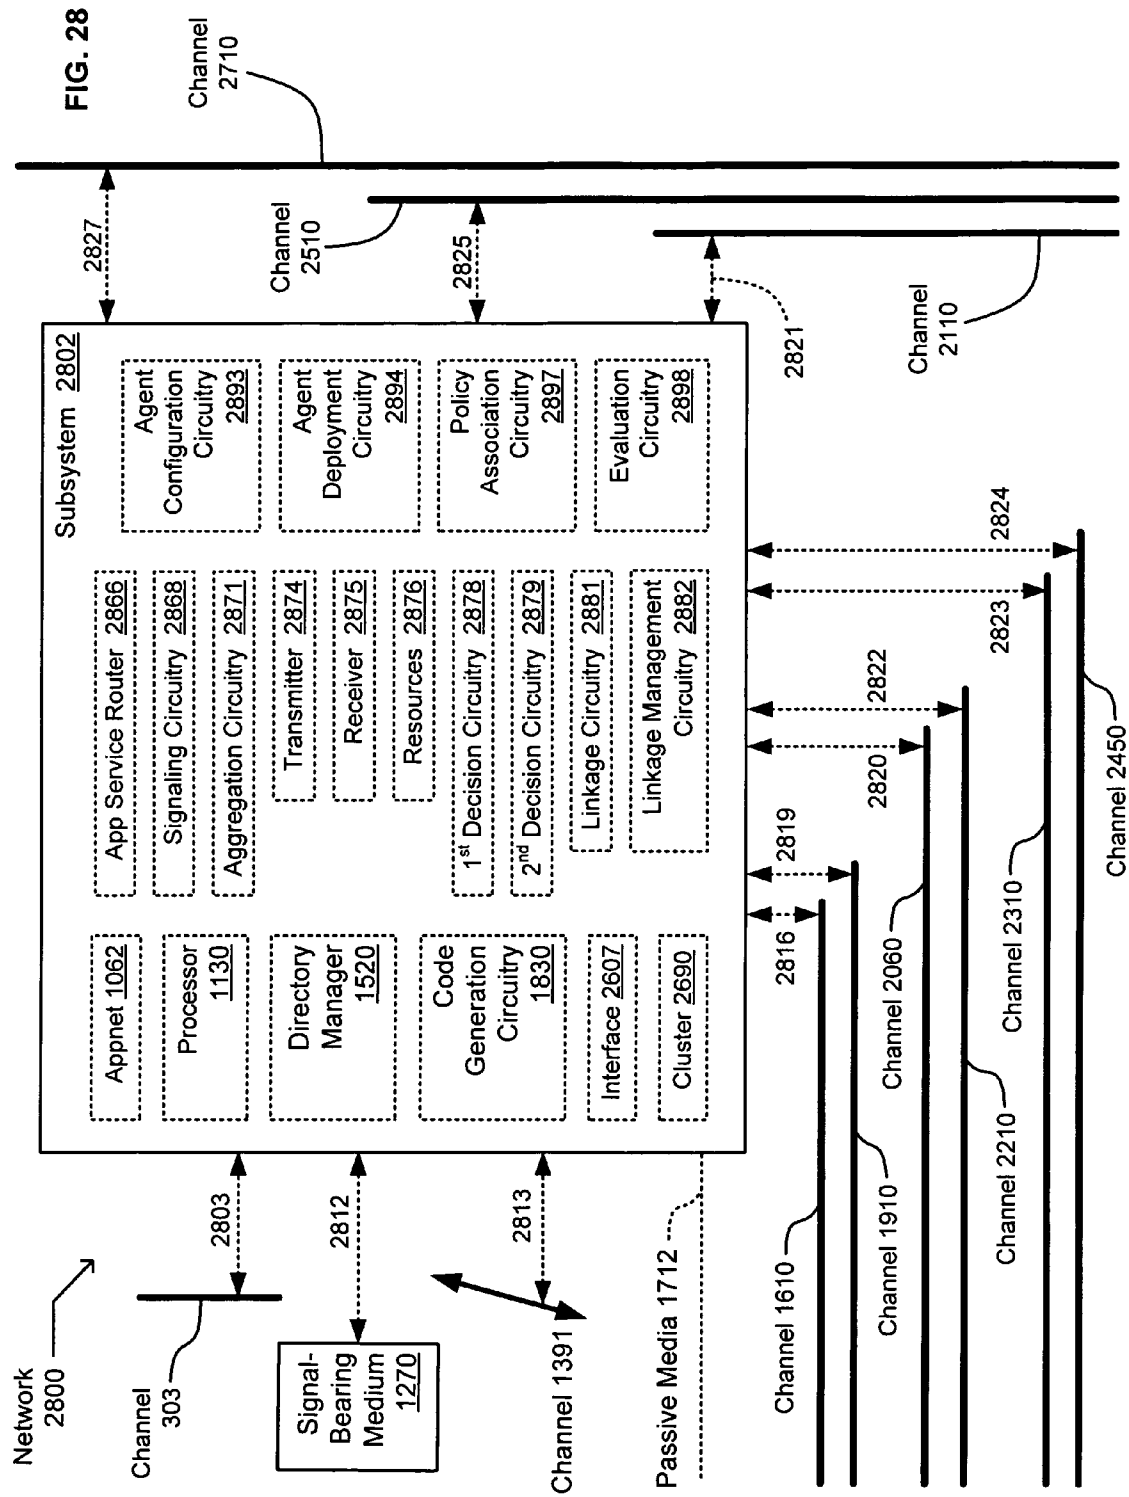 FIG. 28
Network
2800
Channel
303
Signal-
Bearing
Medium
1270
Channel 1391
Passive Media 1712
2803
2812
2813
Subsystem 2802
Appnet 1062
Processor
1130
Directory
Manager
1520
Code
Generation
Circuitry
1830
Interface 2607
Cluster 2690
App Service Router 2866
Signaling Circuitry 2868
Aggregation Circuitry 2871
Transmitter 2874
Receiver 2875
Resources 2876
1st Decision Circuitry 2878
2nd Decision Circuitry 2879
Linkage Circuitry 2881
Linkage Management
Circuitry 2882
Agent
Configuration
Circuitry
2893
Agent
Deployment
Circuitry
2894
Policy
Association
Circuitry
2897
Evaluation
Circuitry
2898
2827
Channel
2710
Channel
2510
2825
2821
Channel
2110
2816
2819
2820
2822
2823
2824
Channel 1610
Channel 1910
Channel 2060
Channel 2210
Channel 2310
Channel 2450